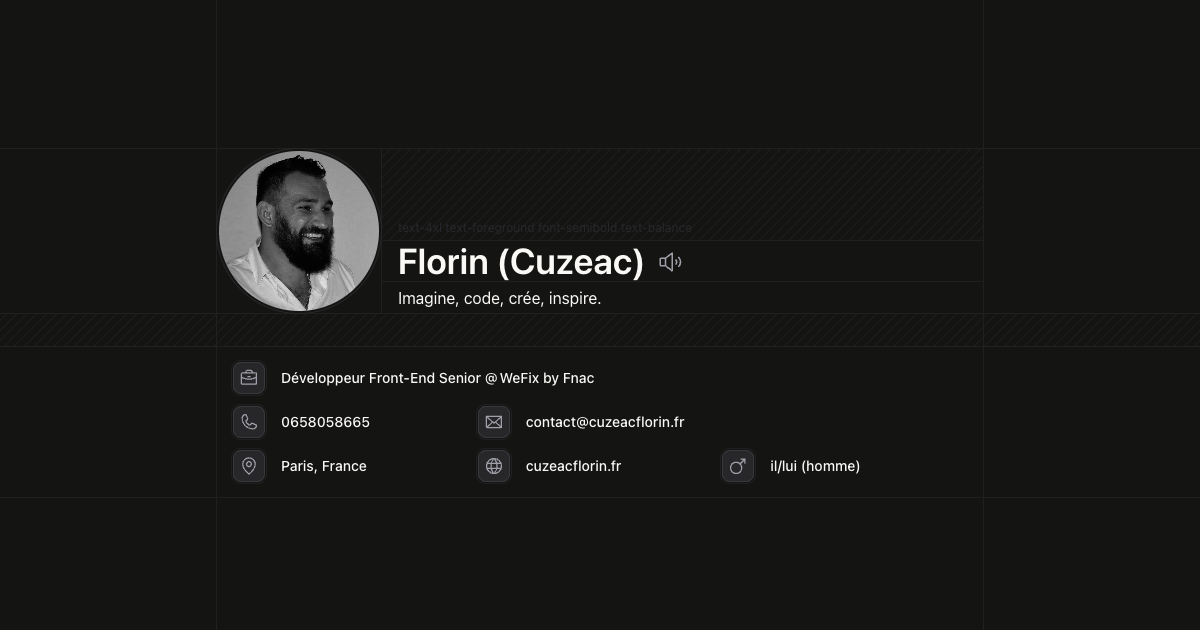 text-4xl text-foreground font-semibold text-balance
Florin (Cuzeac)
Imagine, code, crée, inspire.
Développeur Front-End Senior @WeFix by Fnac
0658058665
contact@cuzeacflorin.fr
Paris, France
cuzeacflorin.fr
il/lui (homme)